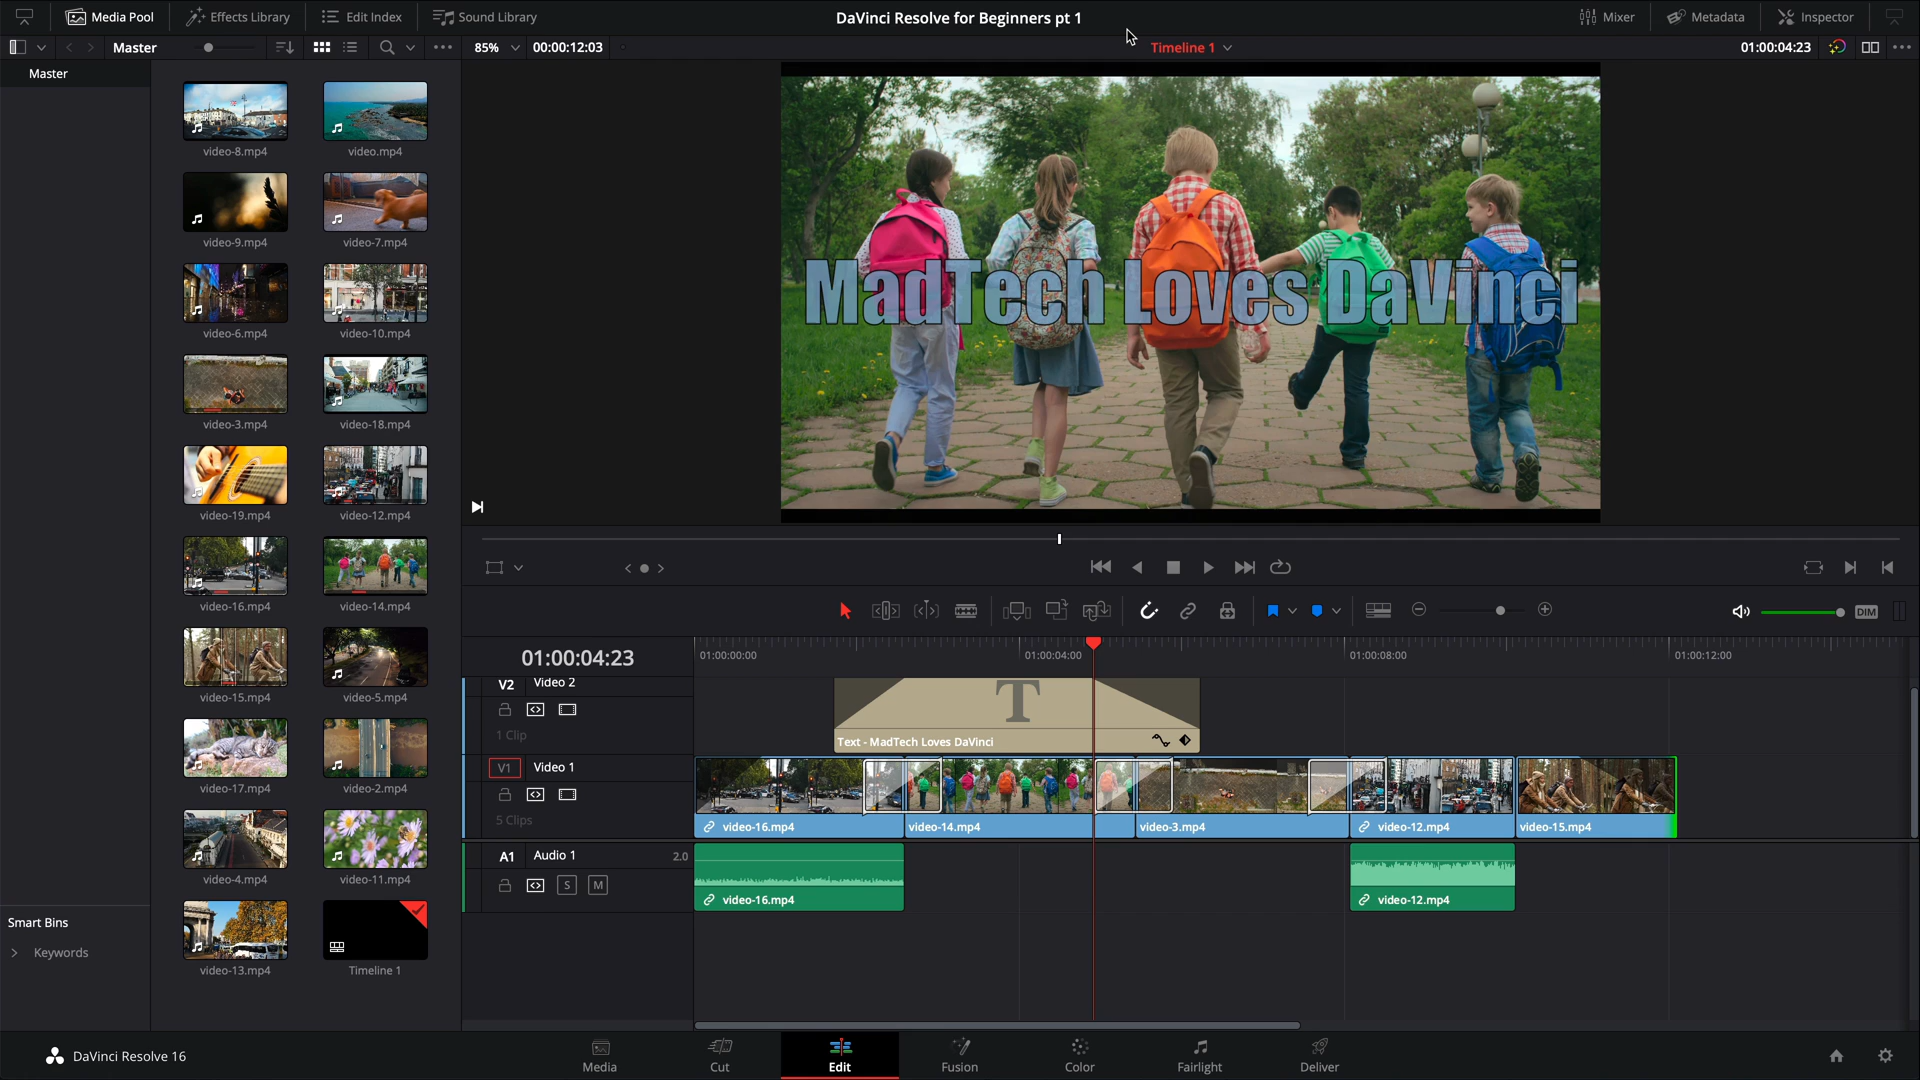 Media Pool
Effects Library
Edit Index
Sound Library
DaVinci Resolve for Beginners pt 1
Mixer
Metadata
Inspector
Master
85%
00:00:12:03
Timeline 1
01:00:04:23
Master
video-8.mp4
video.mp4
video-9.mp4
video-7.mp4
video-6.mp4
video-10.mp4
video-3.mp4
video-18.mp4
video-19.mp4
video-12.mp4
video-16.mp4
video-14.mp4
video-15.mp4
video-5.mp4
video-17.mp4
video-2.mp4
video-4.mp4
video-11.mp4
video-13.mp4
Timeline 1
Smart Bins
Keywords
MadTech Loves DaVinci
DIM
01:00:04:23
01:00:00:00
01:00:04:00
01:00:08:00
01:00:12:00
V2 Video 2
1 Clip
T
Text - MadTech Loves DaVinci
V1 Video 1
5 Clips
video-16.mp4
video-14.mp4
video-3.mp4
video-12.mp4
video-15.mp4
A1 Audio 1 2.0
S M
video-16.mp4
video-12.mp4
DaVinci Resolve 16
Media
Cut
Edit
Fusion
Color
Fairlight
Deliver